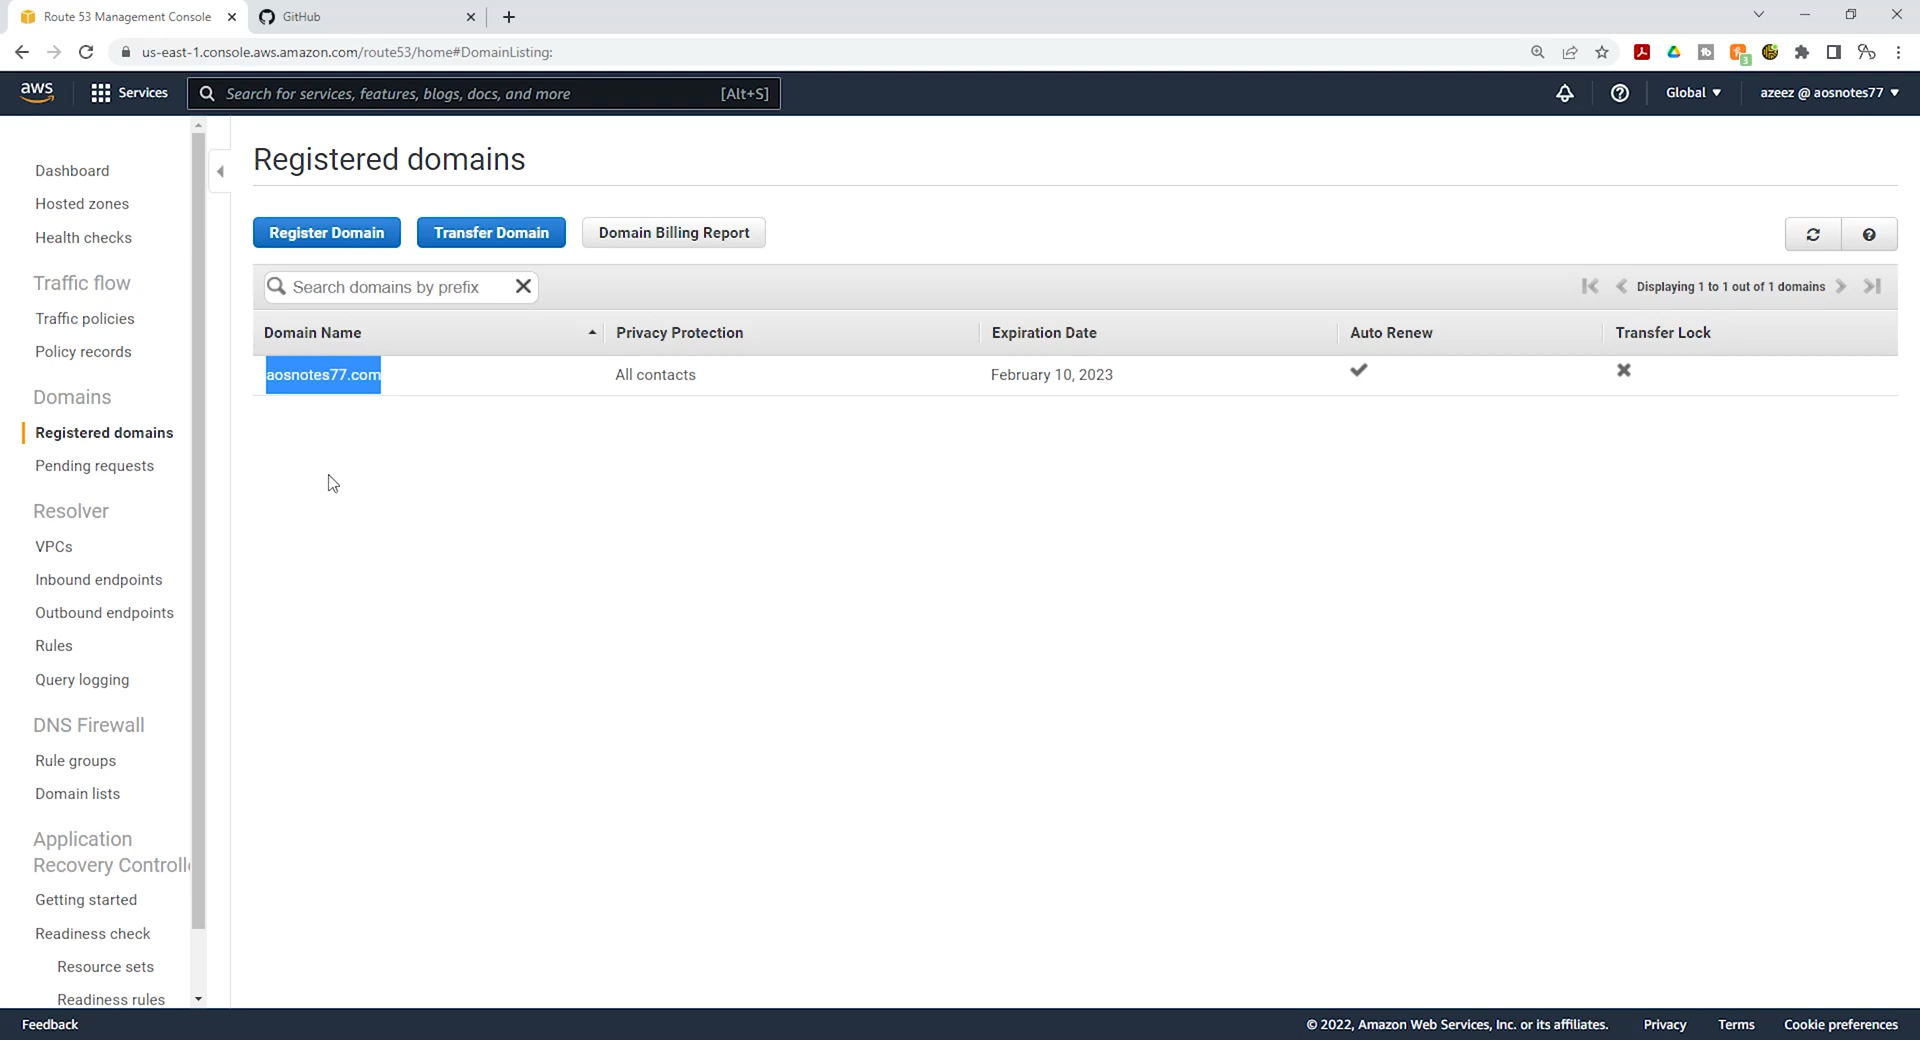 Route 53 Management Console
GitHub
us-east-1.console.aws.amazon.com/route53/home#DomainListing:
3
aws
Services
Search for services, features, blogs, docs, and more
[Alt+S]
Global
azeez @ aosnotes77
Dashboard
Hosted zones
Health checks
Traffic flow
Traffic policies
Policy records
Domains
Registered domains
Pending requests
Resolver
VPCs
Inbound endpoints
Outbound endpoints
Rules
Query logging
DNS Firewall
Rule groups
Domain lists
Application
Recovery Controlle
Getting started
Readiness check
Resource sets
Readiness rules
Registered domains
Register Domain
Transfer Domain
Domain Billing Report
Search domains by prefix
Displaying 1 to 1 out of 1 domains
Domain Name
Privacy Protection
Expiration Date
Auto Renew
Transfer Lock
aosnotes77.com
All contacts
February 10, 2023
Feedback
© 2022, Amazon Web Services, Inc. or its affiliates.
Privacy
Terms
Cookie preferences